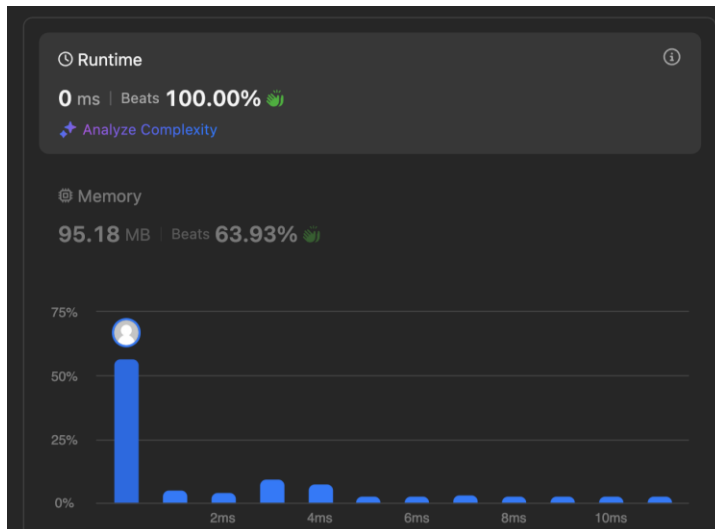 Runtime
0 ms | Beats 100.00%
Analyze Complexity
Memory
95.18 MB | Beats 63.93%
75%
50%
25%
0%
2ms 4ms 6ms 8ms 10ms